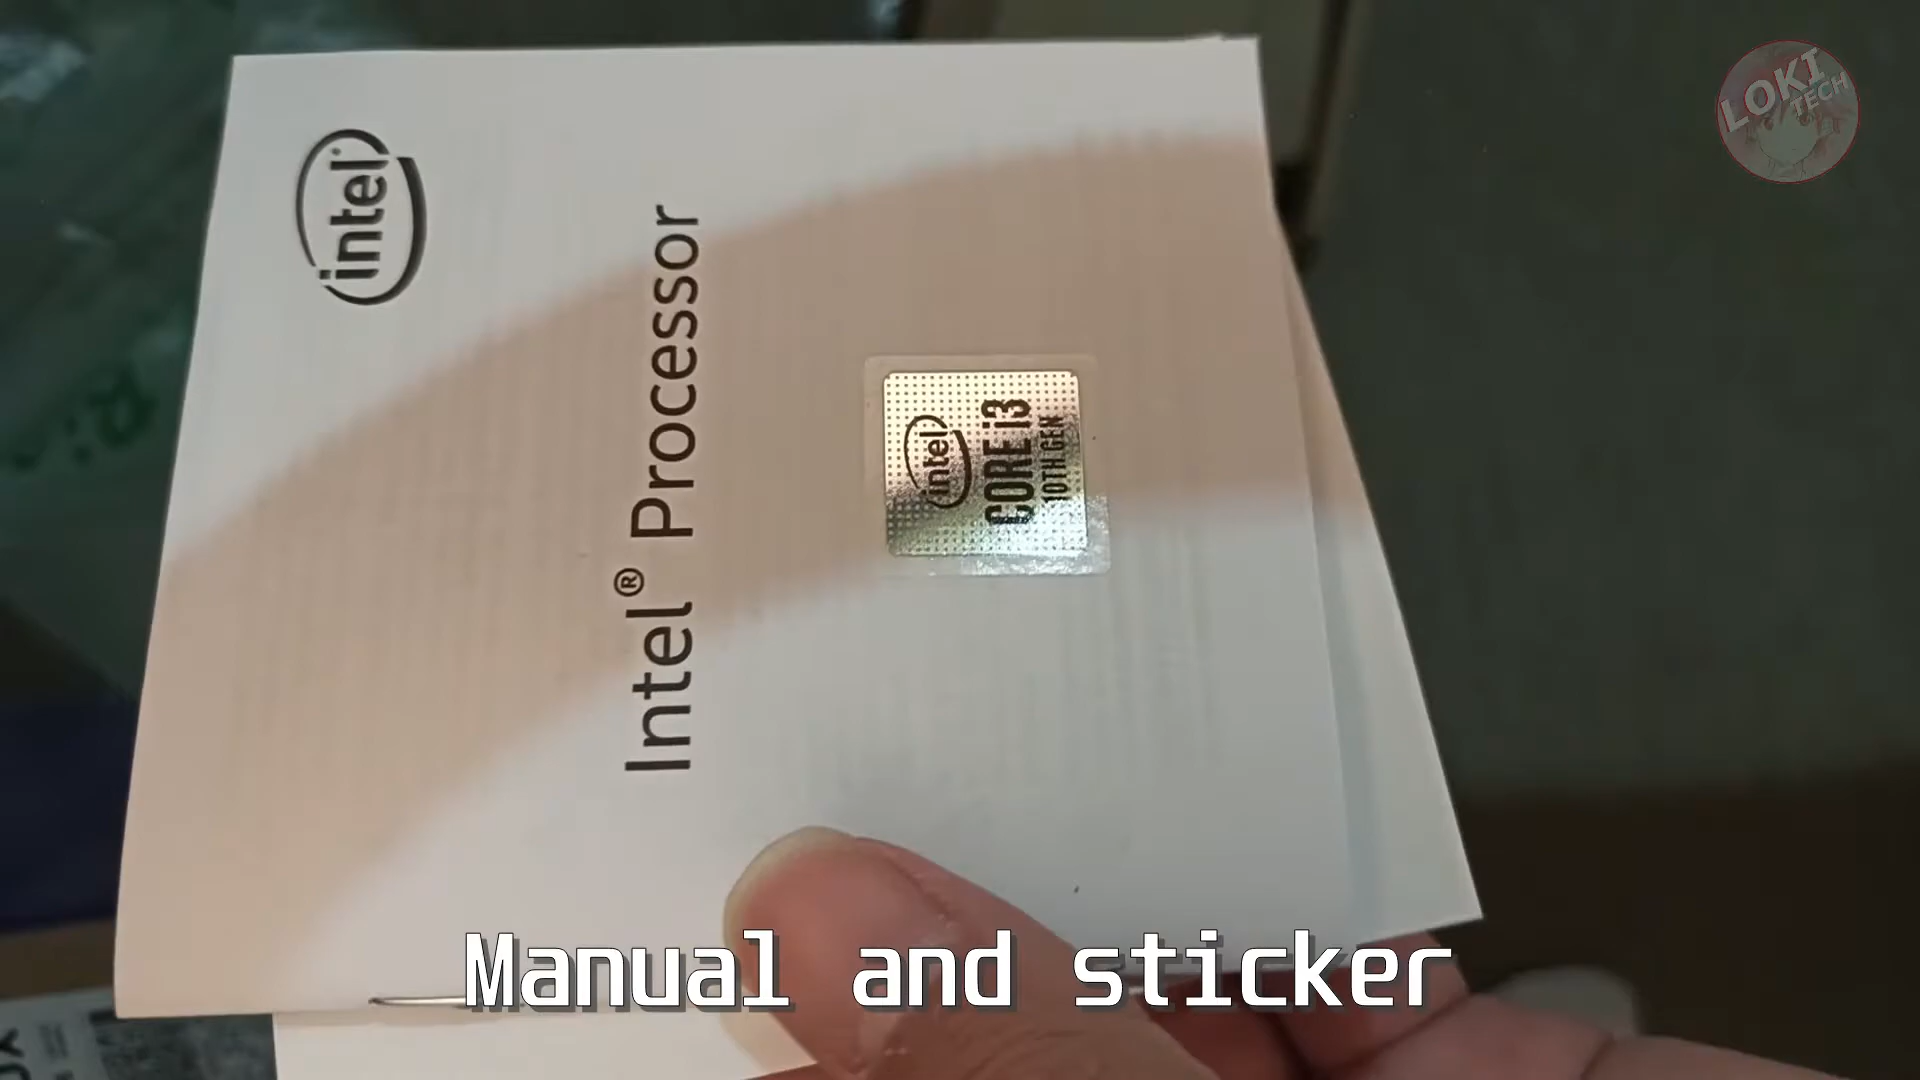 LOKI
TECH
intel
Intel® Processor
intel
CORE i3
10TH GEN
Manual and sticker